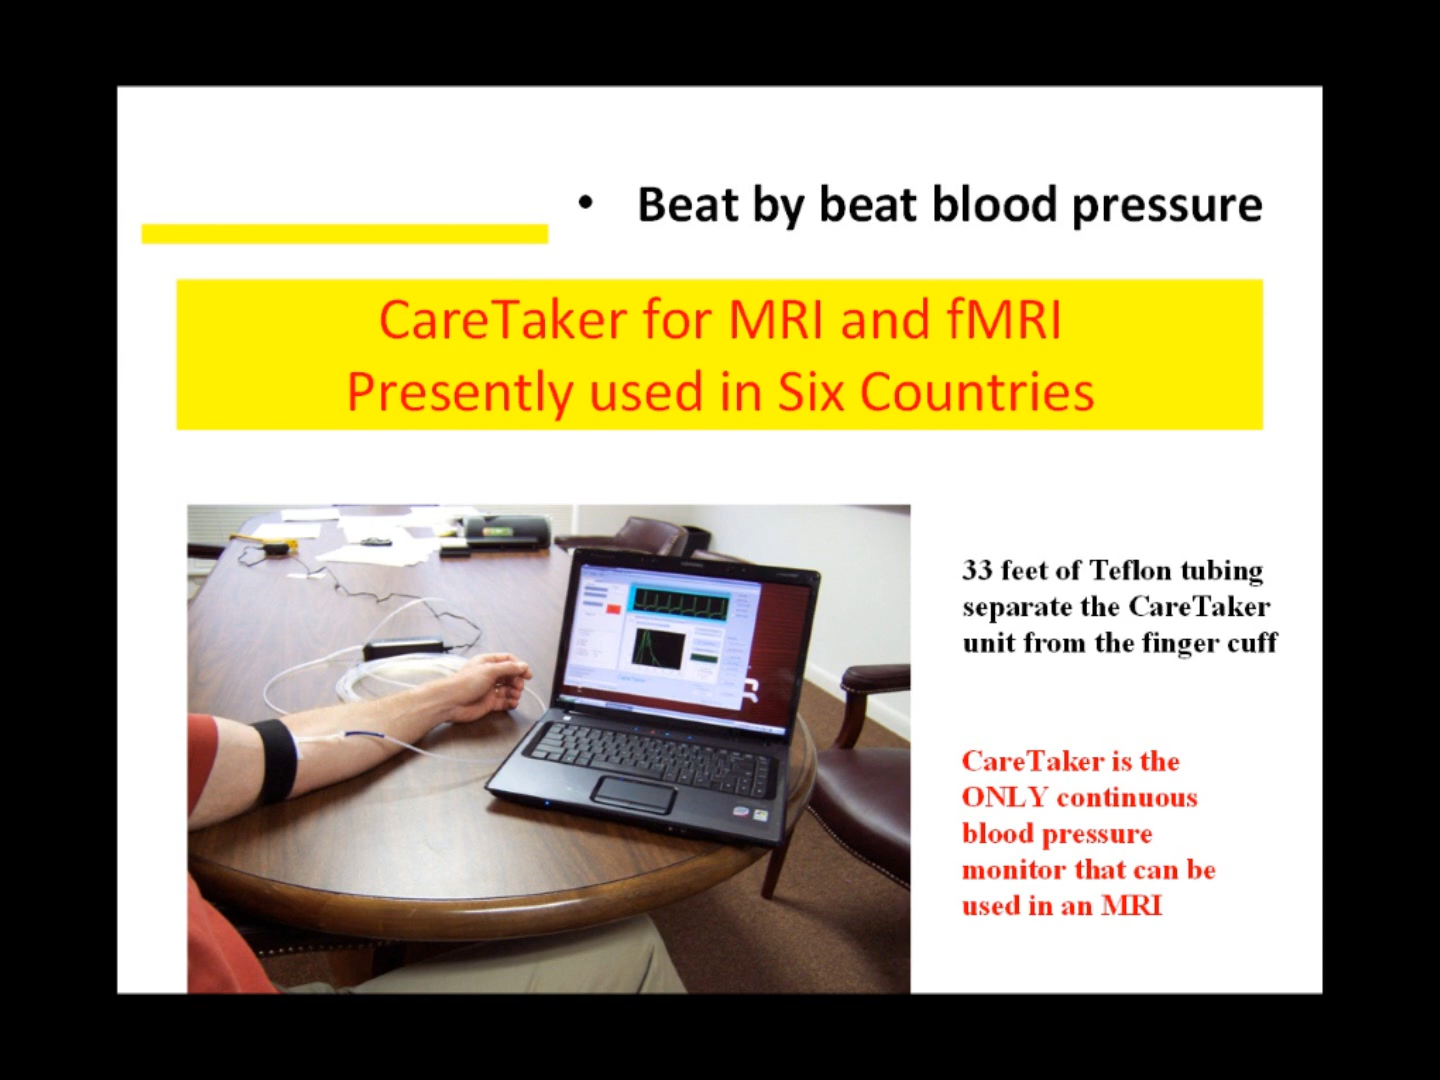 • Beat by beat blood pressure
CareTaker for MRI and fMRI
Presently used in Six Countries
33 feet of Teflon tubing
separate the CareTaker
unit from the finger cuff
CareTaker is the
ONLY continuous
blood pressure
monitor that can be
used in an MRI